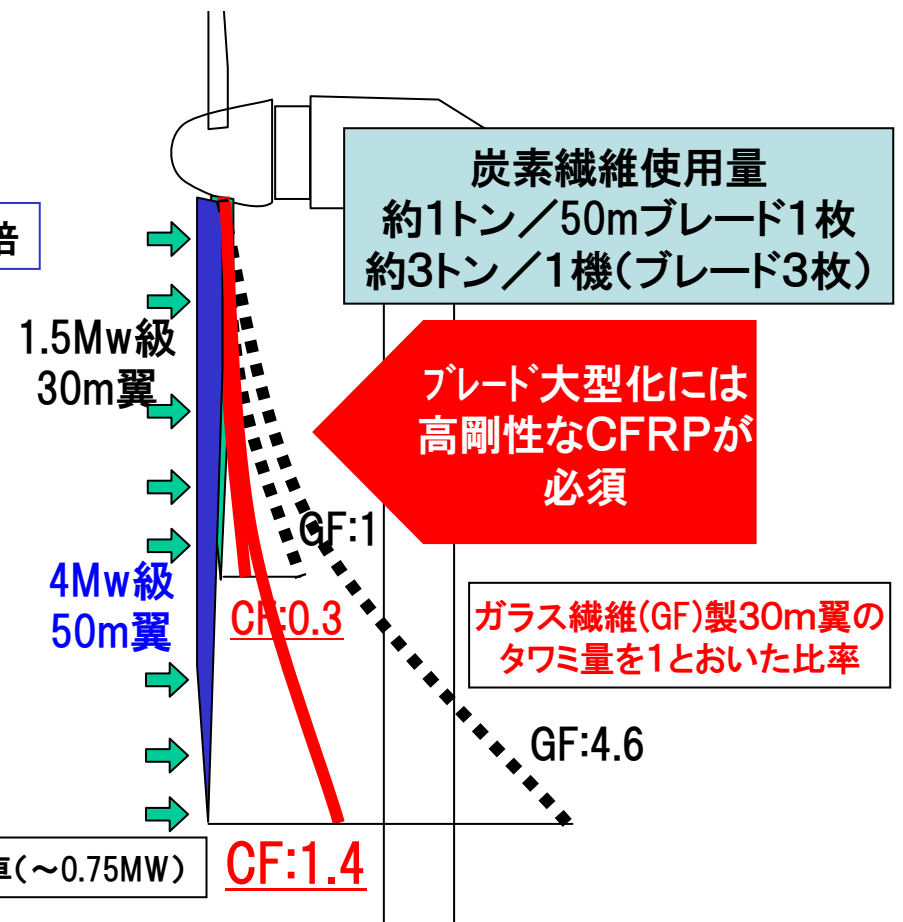 炭素繊維使用量
約1トン／50mブレード1枚
約3トン／1機(ブレード3枚)
倍
1.5Mw級
30m翼
ブレード大型化には
高剛性なCFRPが
必須
GF:1
4Mw級
50m翼
CF:0.3
ガラス繊維(GF)製30m翼の
タワミ量を1とおいた比率
GF:4.6
車(～0.75MW)
CF:1.4